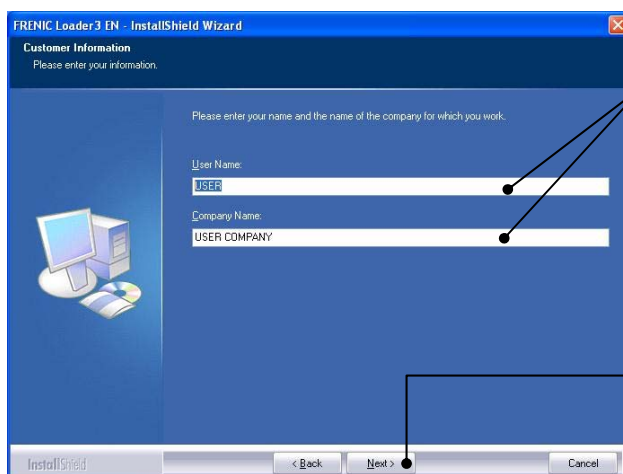 FRENIC Loader3 EN - InstallShield Wizard
Customer Information
Please enter your information.
Please enter your name and the name of the company for which you work.
User Name:
USER
Company Name:
USER COMPANY
InstallShield
< Back
Next >
Cancel